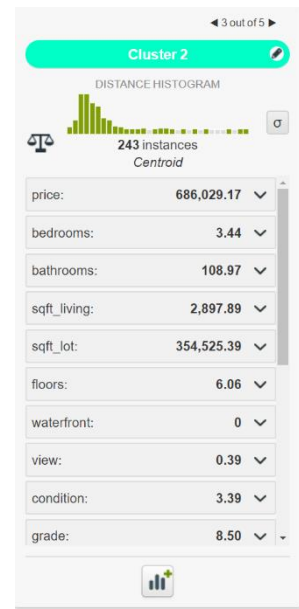 ◀ 3 out of 5 ▶
Cluster 2
DISTANCE HISTOGRAM
σ
243 instances
Centroid
price: 686,029.17
bedrooms: 3.44
bathrooms: 108.97
sqft_living: 2,897.89
sqft_lot: 354,525.39
floors: 6.06
waterfront: 0
view: 0.39
condition: 3.39
grade: 8.50